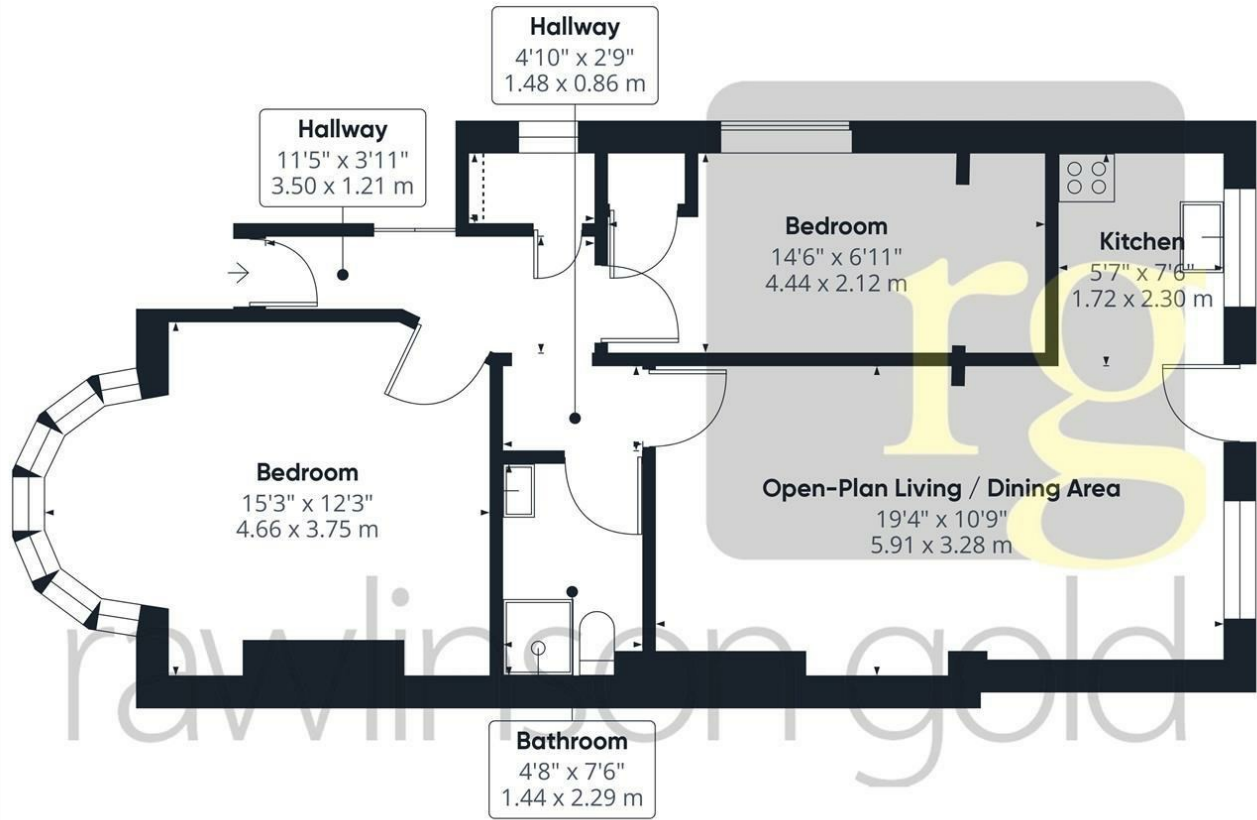 Hallway
4'10" x 2'9"
1.48 x 0.86 m
Hallway
11'5" x 3'11"
3.50 x 1.21 m
Bedroom
14'6" x 6'11"
4.44 x 2.12 m
Kitchen
5'7" x 7'6"
1.72 x 2.30 m
rg
Bedroom
15'3" x 12'3"
4.66 x 3.75 m
Open-Plan Living / Dining Area
19'4" x 10'9"
5.91 x 3.28 m
rawlinson gold
Bathroom
4'8" x 7'6"
1.44 x 2.29 m